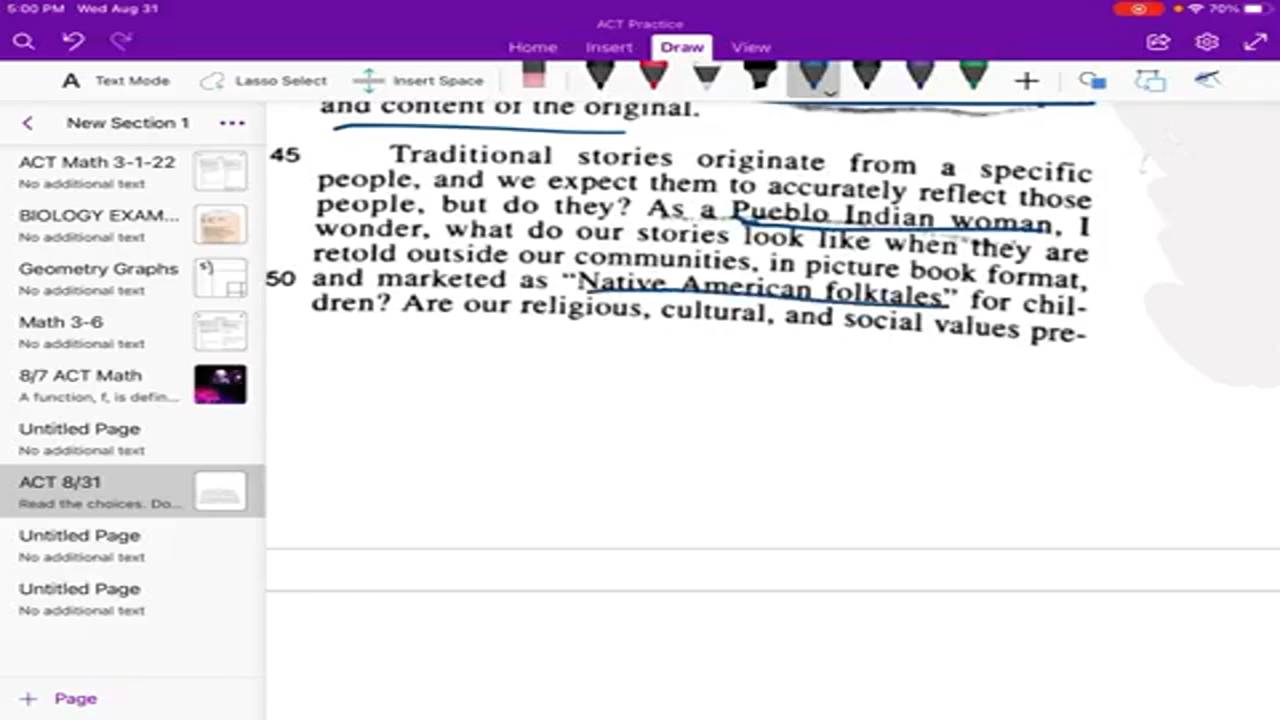 5:00 PM Wed Aug 31
70%
ACT Practice
Home Insert Draw View
A Text Mode Lasso Select Insert Space
New Section 1
ACT Math 3-1-22
No additional text
BIOLOGY EXAM...
No additional text
Geometry Graphs
No additional text
Math 3-6
No additional text
8/7 ACT Math
A function, f, is defin...
Untitled Page
No additional text
ACT 8/31
Read the choices. Do...
Untitled Page
No additional text
Untitled Page
No additional text
+ Page
and content of the original.
45 Traditional stories originate from a specific
people, and we expect them to accurately reflect those
people, but do they? As a Pueblo Indian woman, I
wonder, what do our stories look like when they are
retold outside our communities, in picture book format,
50 and marketed as "Native American folktales" for chil-
dren? Are our religious, cultural, and social values pre-